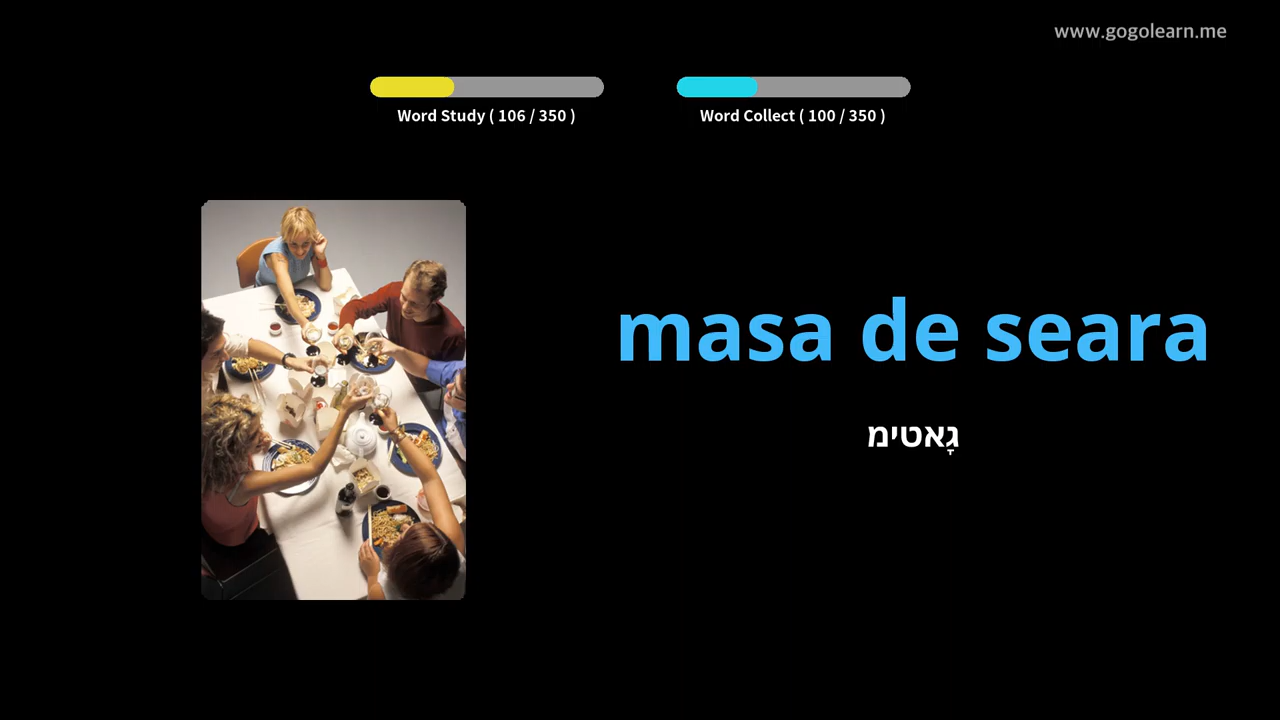 www.gogolearn.me
Word Study ( 106 / 350 )
Word Collect ( 100 / 350 )
masa de seara
גָאטימ